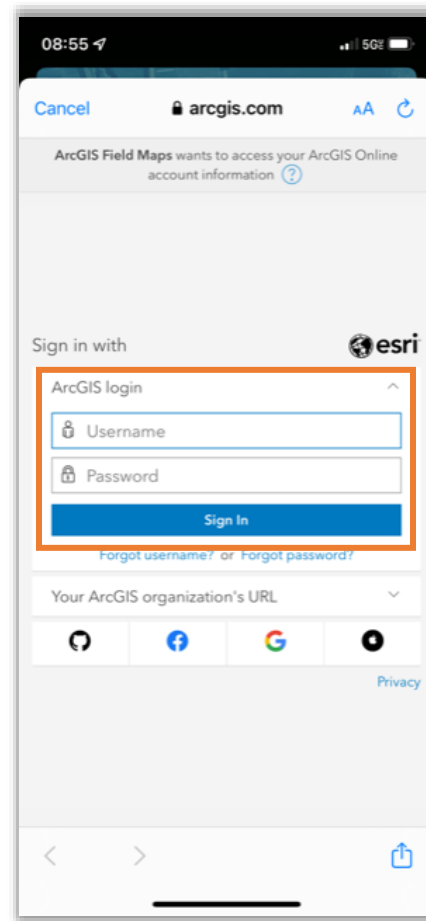 08:55 5G
Cancel arcgis.com AA
ArcGIS Field Maps wants to access your ArcGIS Online
account information ?
Sign in with esri
ArcGIS login
Username
Password
Sign In
Forgot username? or Forgot password?
Your ArcGIS organization's URL
G
Privacy